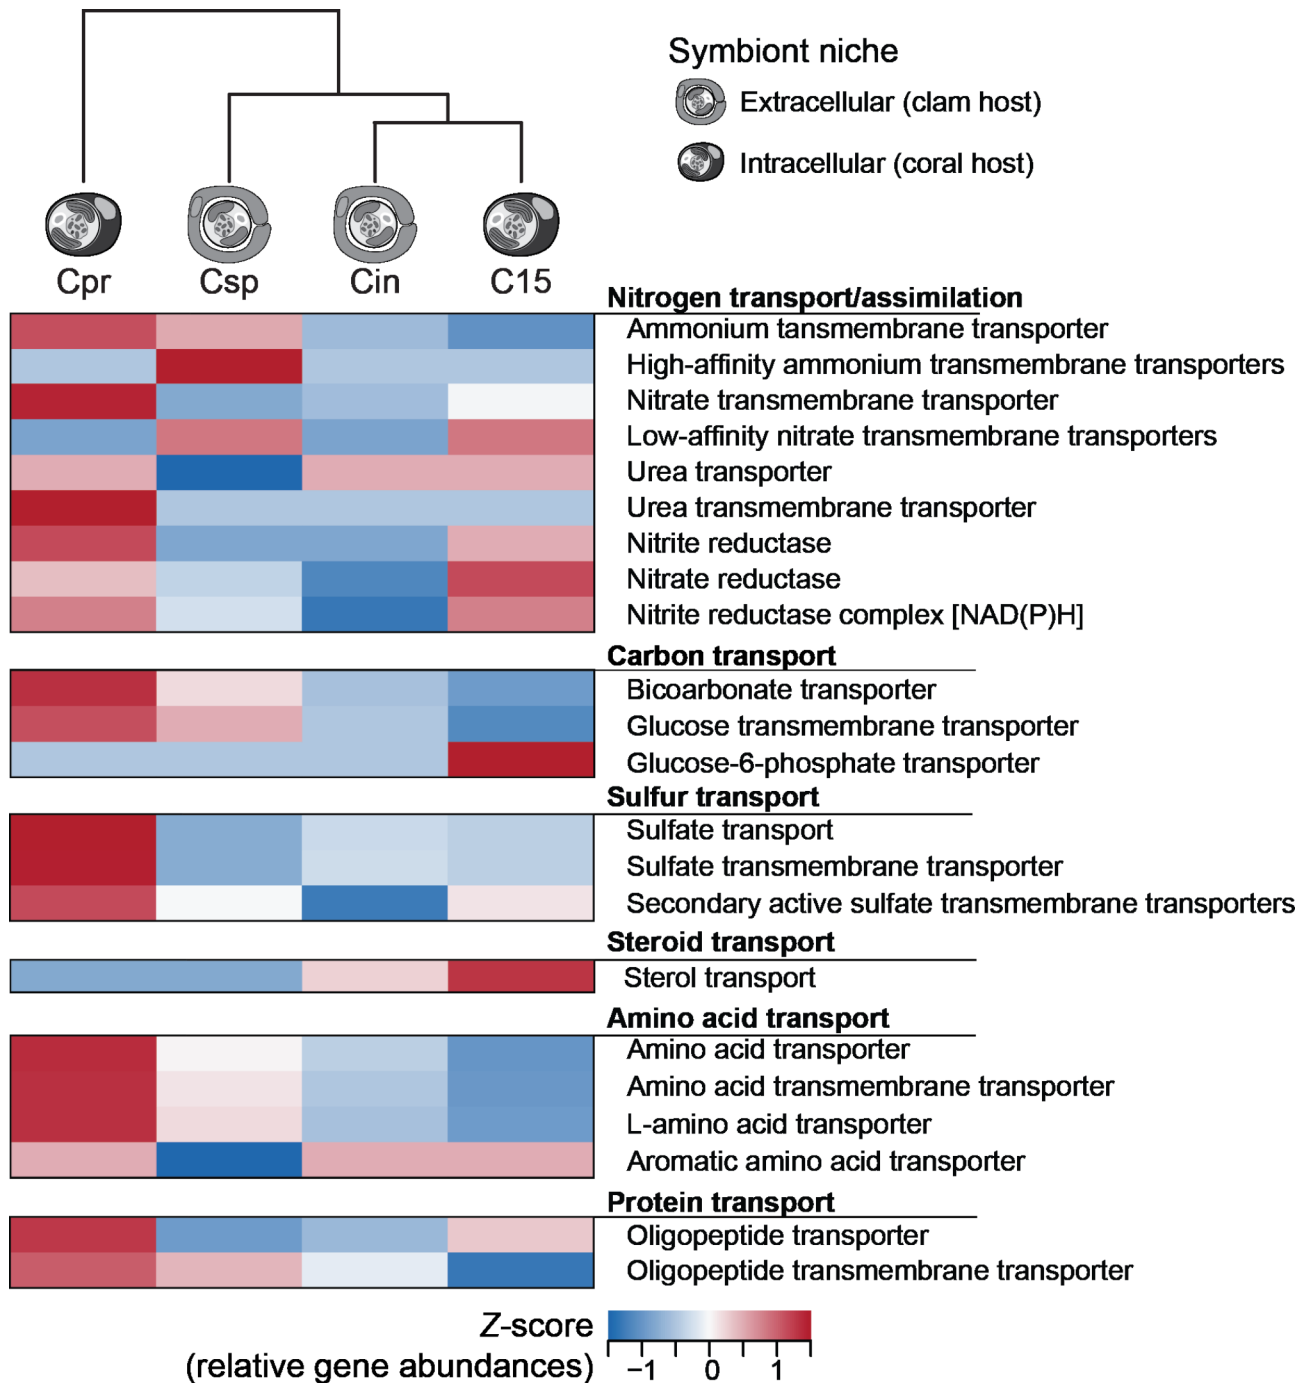 Symbiont niche
Extracellular (clam host)
Intracellular (coral host)
Cpr Csp Cin C15
Nitrogen transport/assimilation
Ammonium tansmembrane transporter
High-affinity ammonium transmembrane transporters
Nitrate transmembrane transporter
Low-affinity nitrate transmembrane transporters
Urea transporter
Urea transmembrane transporter
Nitrite reductase
Nitrate reductase
Nitrite reductase complex [NAD(P)H]
Carbon transport
Bicoarbonate transporter
Glucose transmembrane transporter
Glucose-6-phosphate transporter
Sulfur transport
Sulfate transport
Sulfate transmembrane transporter
Secondary active sulfate transmembrane transporters
Steroid transport
Sterol transport
Amino acid transport
Amino acid transporter
Amino acid transmembrane transporter
L-amino acid transporter
Aromatic amino acid transporter
Protein transport
Oligopeptide transporter
Oligopeptide transmembrane transporter
Z-score
(relative gene abundances)
−1 0 1